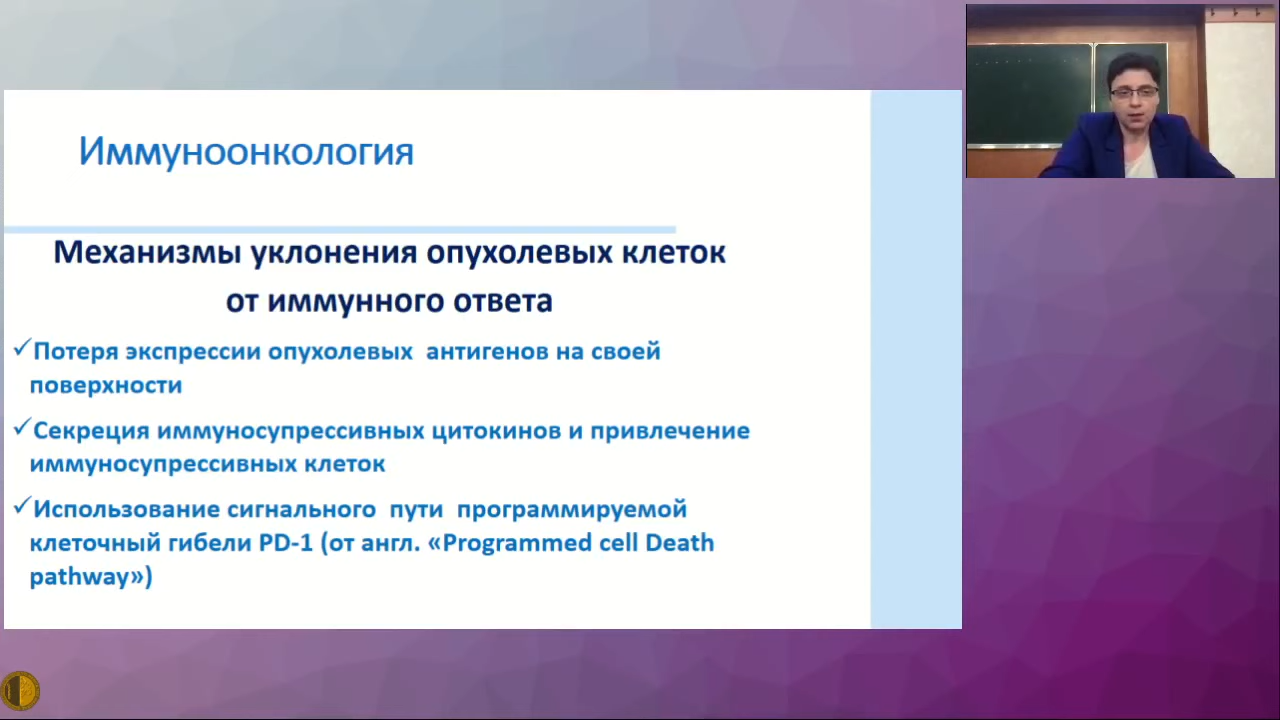 Иммуноонкология
Механизмы уклонения опухолевых клеток
от иммунного ответа
✓Потеря экспрессии опухолевых антигенов на своей
поверхности
✓Секреция иммуносупрессивных цитокинов и привлечение
иммуносупрессивных клеток
✓Использование сигнального пути программируемой
клеточный гибели PD-1 (от англ. «Programmed cell Death
pathway»)